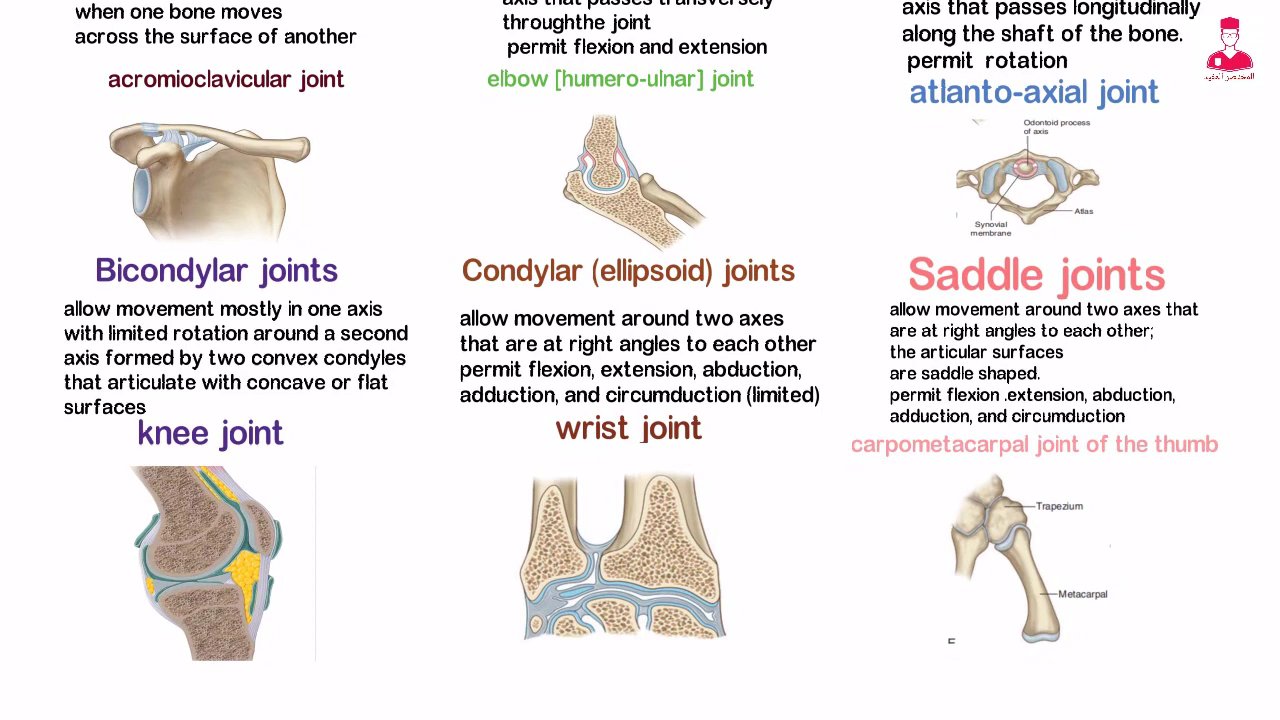 when one bone moves
across the surface of another
acromioclavicular joint
axis that passes transversely
throughthe joint
permit flexion and extension
elbow [humero-ulnar] joint
axis that passes longitudinally
along the shaft of the bone.
permit rotation
atlanto-axial joint
المختصر المفيد
Odontoid process
of axis
Atlas
Synovial
membrane
Bicondylar joints
allow movement mostly in one axis
with limited rotation around a second
axis formed by two convex condyles
that articulate with concave or flat
surfaces
knee joint
Condylar (ellipsoid) joints
allow movement around two axes
that are at right angles to each other
permit flexion, extension, abduction,
adduction, and circumduction (limited)
wrist joint
Saddle joints
allow movement around two axes that
are at right angles to each other;
the articular surfaces
are saddle shaped.
permit flexion .extension, abduction,
adduction, and circumduction
carpometacarpal joint of the thumb
Trapezium
Metacarpal